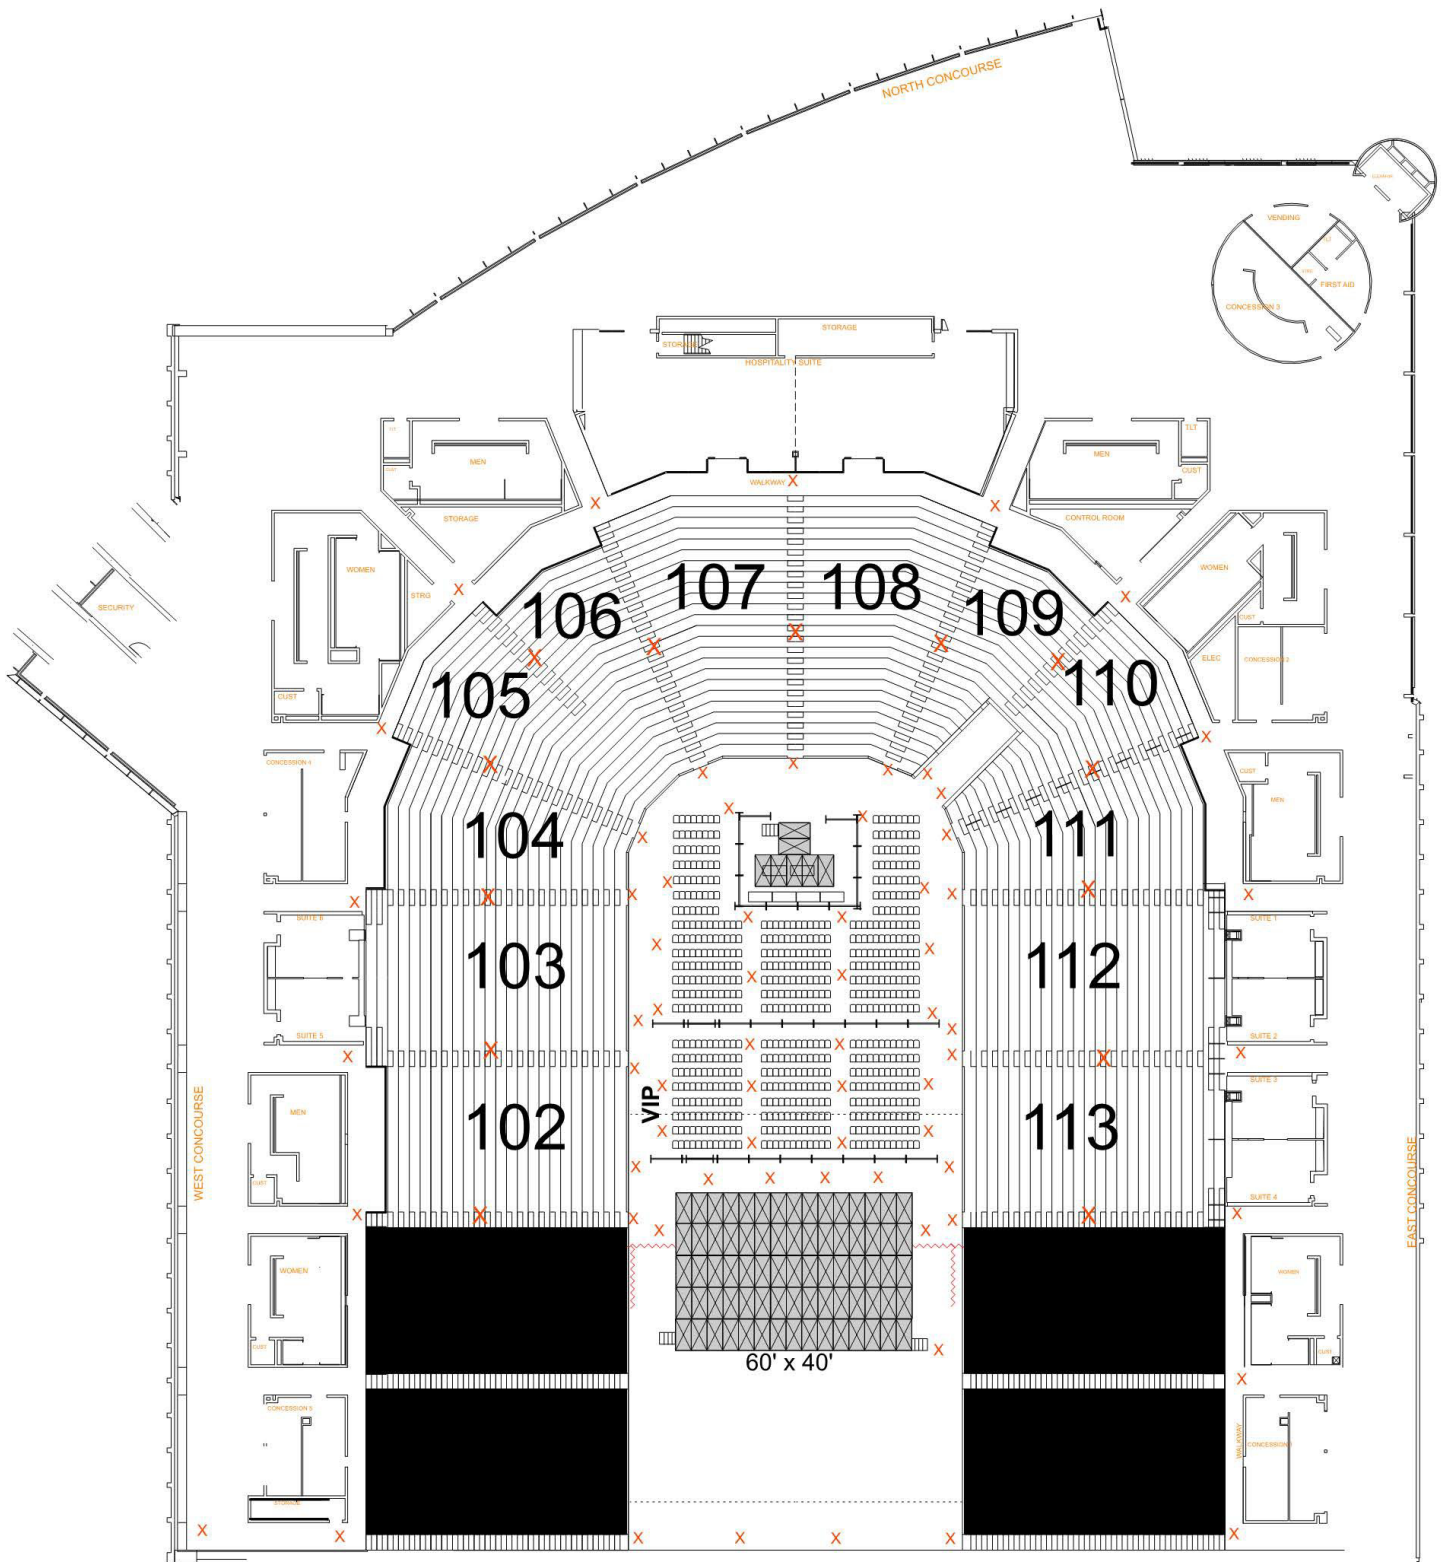 NORTH CONCOURSE
VENDING
FIRST AID
CONCESSION 3
STORAGE
STORAGE
HOSPITALITY SUITE
WALKWAY
MEN
STORAGE
MEN
TLT
CUST
CONTROL ROOM
WOMEN
STRG
CUST
SECURITY
WOMEN
CUST
ELEC
CONCESSION 2
107
108
106
109
105
110
104
111
103
112
102
113
VIP
60' x 40'
CONCESSION 4
CUST
MEN
SUITE 6
SUITE 5
SUITE 1
SUITE 2
SUITE 3
SUITE 4
MEN
CUST
WEST CONCOURSE
EAST CONCOURSE
WOMEN
CUST
WOMEN
CUST
CONCESSION 5
STORAGE
WALKWAY
X